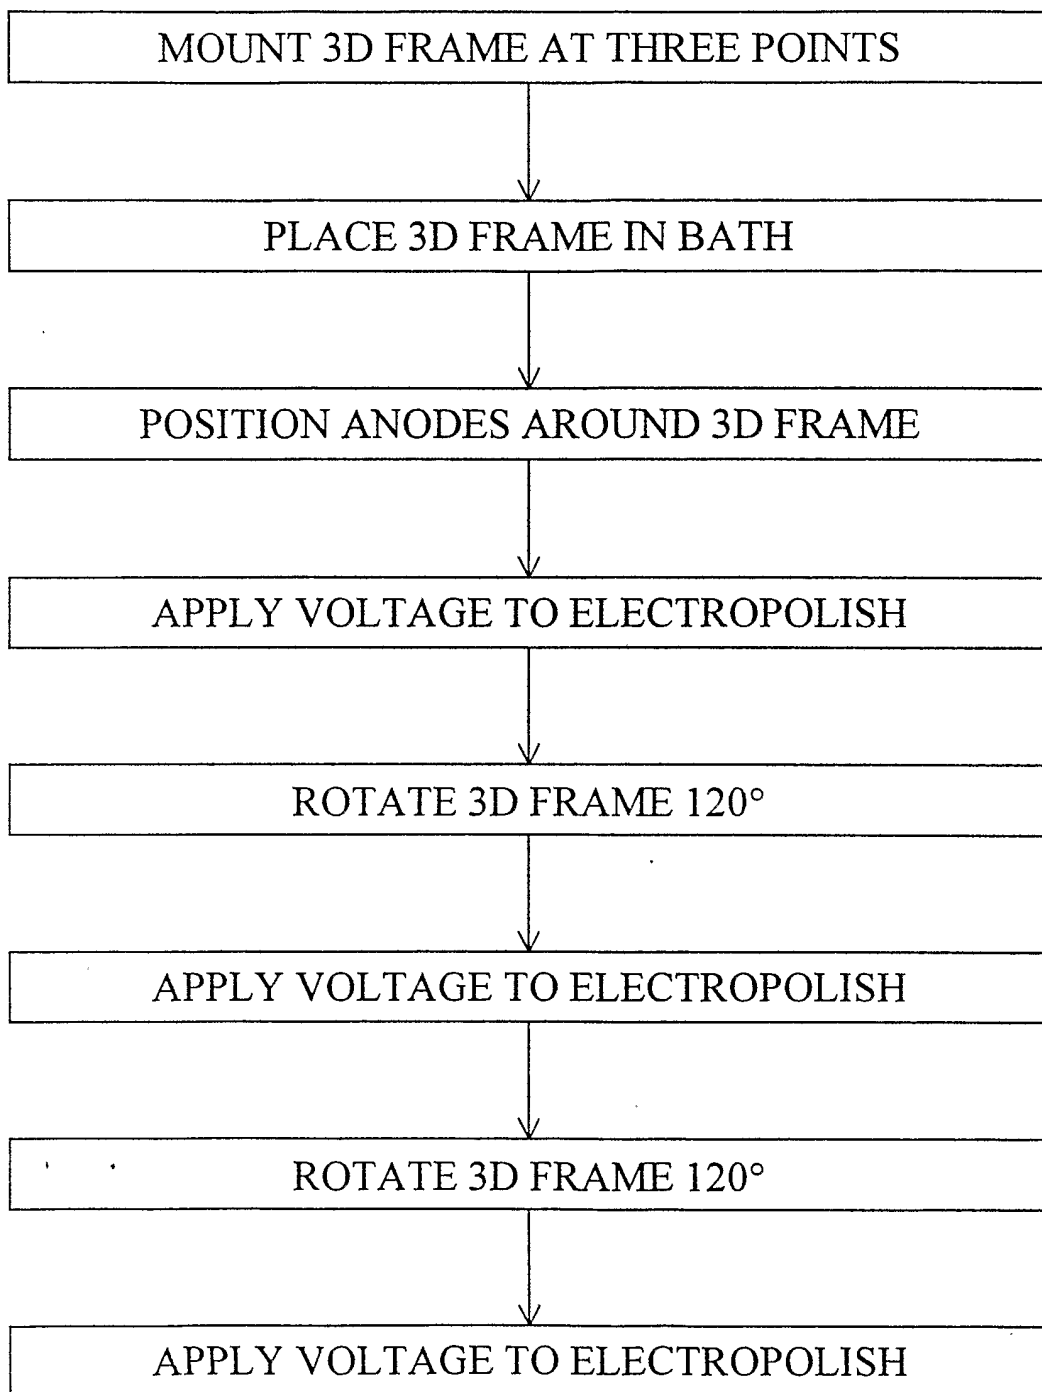 MOUNT 3D FRAME AT THREE POINTS
PLACE 3D FRAME IN BATH
POSITION ANODES AROUND 3D FRAME
APPLY VOLTAGE TO ELECTROPOLISH
ROTATE 3D FRAME 120°
APPLY VOLTAGE TO ELECTROPOLISH
ROTATE 3D FRAME 120°
APPLY VOLTAGE TO ELECTROPOLISH